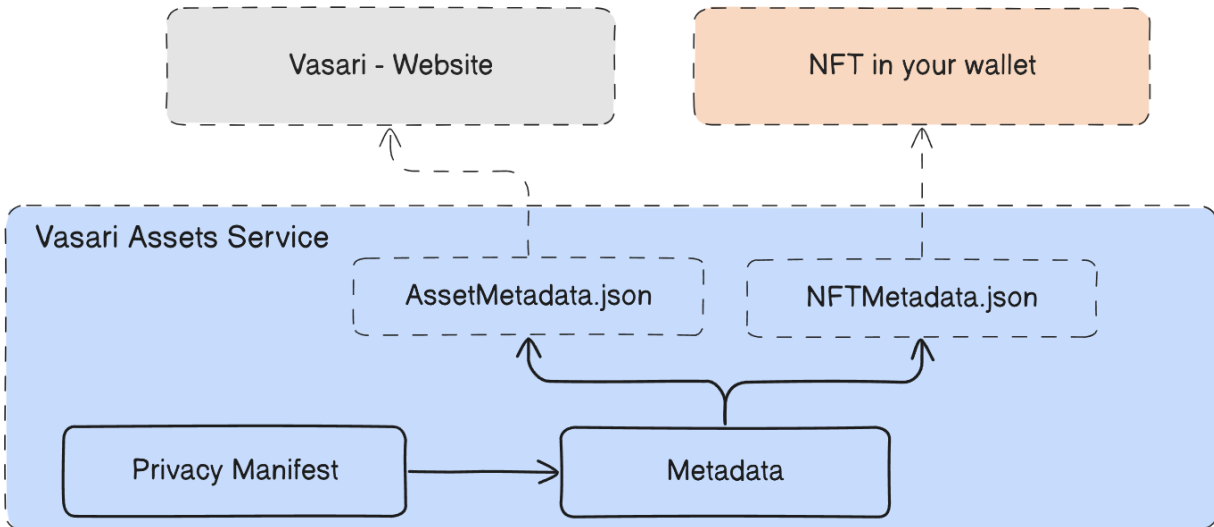 Vasari - Website
NFT in your wallet
Vasari Assets Service
AssetMetadata.json
NFTMetadata.json
Privacy Manifest
Metadata